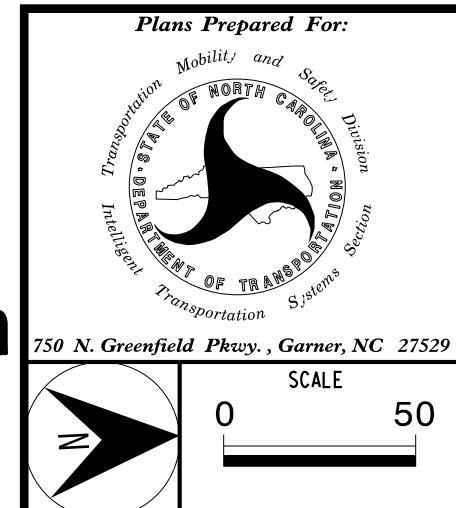 Plans Prepared For:
Transportation Mobility and Safety Division
STATE OF NORTH CAROLINA
DEPARTMENT OF TRANSPORTATION
Intelligent Transportation Systems Section
750 N. Greenfield Pkwy. , Garner, NC 27529
SCALE
0 50
N